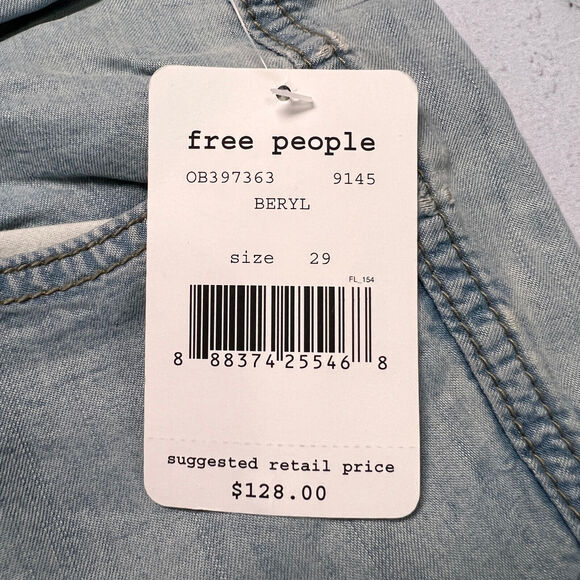 free people
OB397363 9145
BERYL
size 29
FL_154
8 88374 25546 8
suggested retail price
$128.00